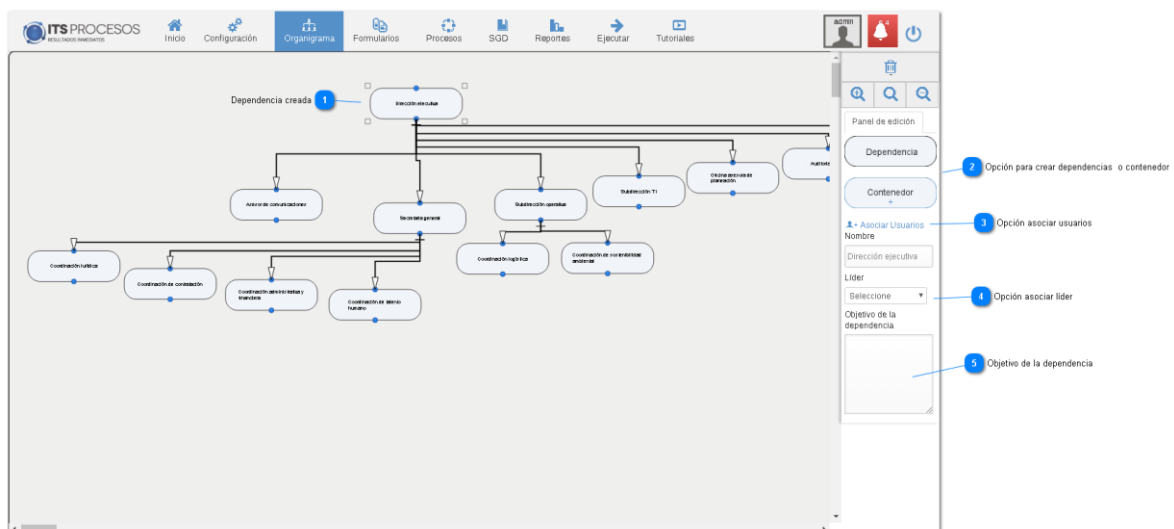 ITS PROCESOS
RESULTADOS INMEDIATOS
Inicio
Configuración
Organigrama
Formularios
Procesos
SGD
Reportes
Ejecutar
Tutoriales
admin
4
Dependencia creada
1
Dirección ejecutiva
Asesor de comunicaciones
Secretaría general
Subdirección operativa
Subdirección TI
Oficina asesora de
planeación
Coordinación jurídica
Coordinación de contratación
Coordinación administrativa y
financiera
Coordinación de talento
humano
Coordinación logística
Coordinación de sostenibilidad
ambiental
Panel de edición
Dependencia
Contenedor
+
Asociar Usuarios
Nombre
Dirección ejecutiva
Líder
Seleccione
Objetivo de la
dependencia
2
Opción para crear dependencias o contenedor
3
Opción asociar usuarios
4
Opción asociar líder
5
Objetivo de la dependencia